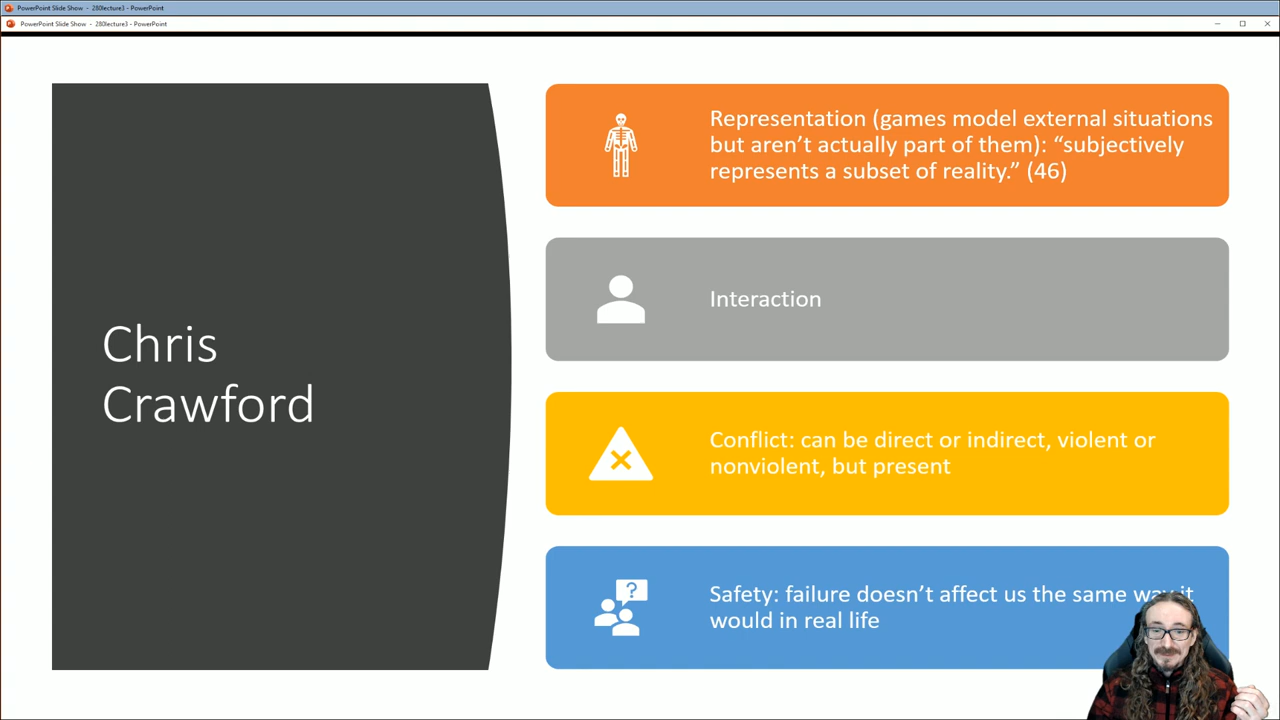 PowerPoint Slide Show - 280lecture3 - PowerPoint
PowerPoint Slide Show - 280lecture3 - PowerPoint
Chris
Crawford
Representation (games model external situations
but aren’t actually part of them): “subjectively
represents a subset of reality.” (46)
Interaction
Conflict: can be direct or indirect, violent or
nonviolent, but present
?
Safety: failure doesn’t affect us the same way it
would in real life